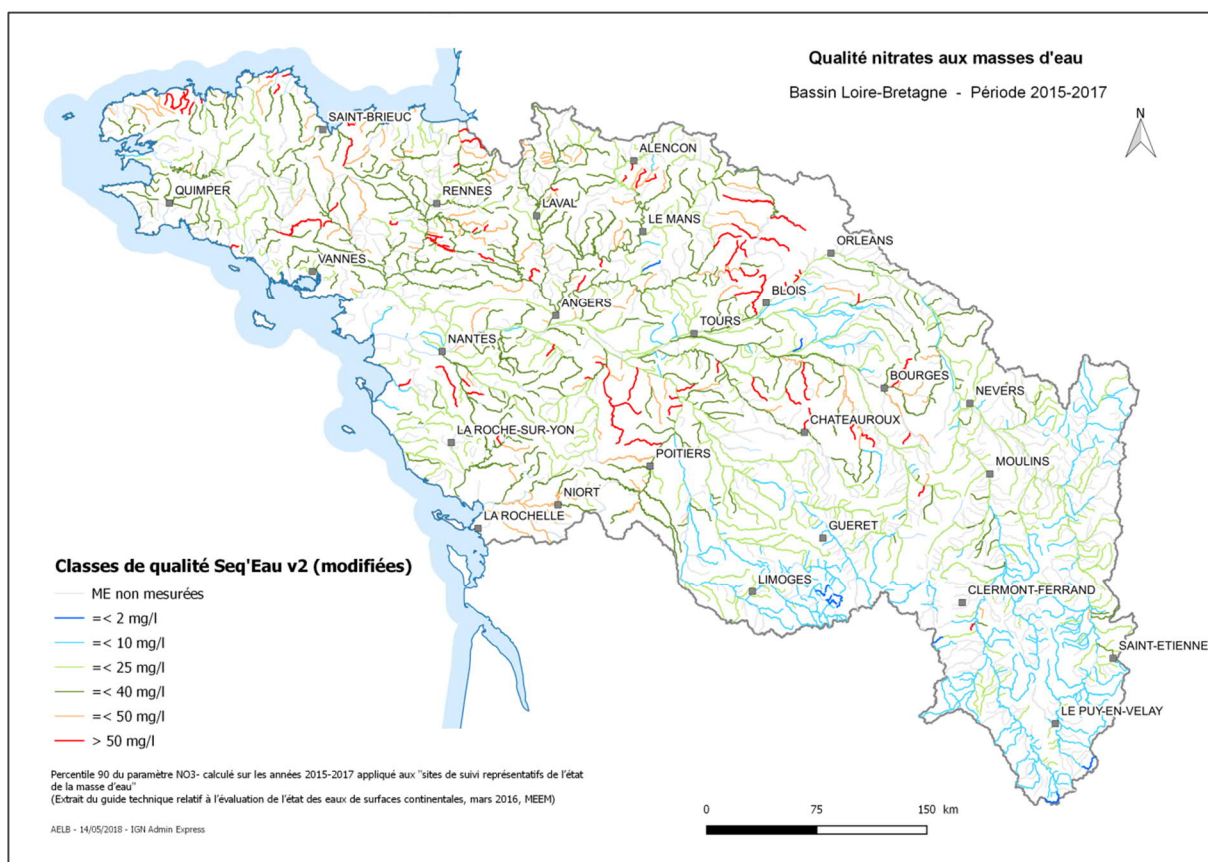 Qualité nitrates aux masses d'eau
Bassin Loire-Bretagne - Période 2015-2017
N
SAINT-BRIEUC
ALENCON
QUIMPER
RENNES
LAVAL
LE MANS
ORLEANS
VANNES
BLOIS
ANGERS
TOURS
NANTES
BOURGES
NEVERS
CHATEAUROUX
LA ROCHE-SUR-YON
POITIERS
MOULINS
NIORT
LA ROCHELLE
GUERET
LIMOGES
CLERMONT-FERRAND
SAINT-ETIENNE
LE PUY-EN-VELAY
Classes de qualité Seq'Eau v2 (modifiées)
ME non mesurées
=< 2 mg/l
=< 10 mg/l
=< 25 mg/l
=< 40 mg/l
=< 50 mg/l
> 50 mg/l
Percentile 90 du paramètre NO3- calculé sur les années 2015-2017 appliqué aux "sites de suivi représentatifs de l'état
de la masse d'eau"
(Extrait du guide technique relatif à l'évaluation de l'état des eaux de surfaces continentales, mars 2016, MEEM)
AELB - 14/05/2018 - IGN Admin Express
0 75 150 km